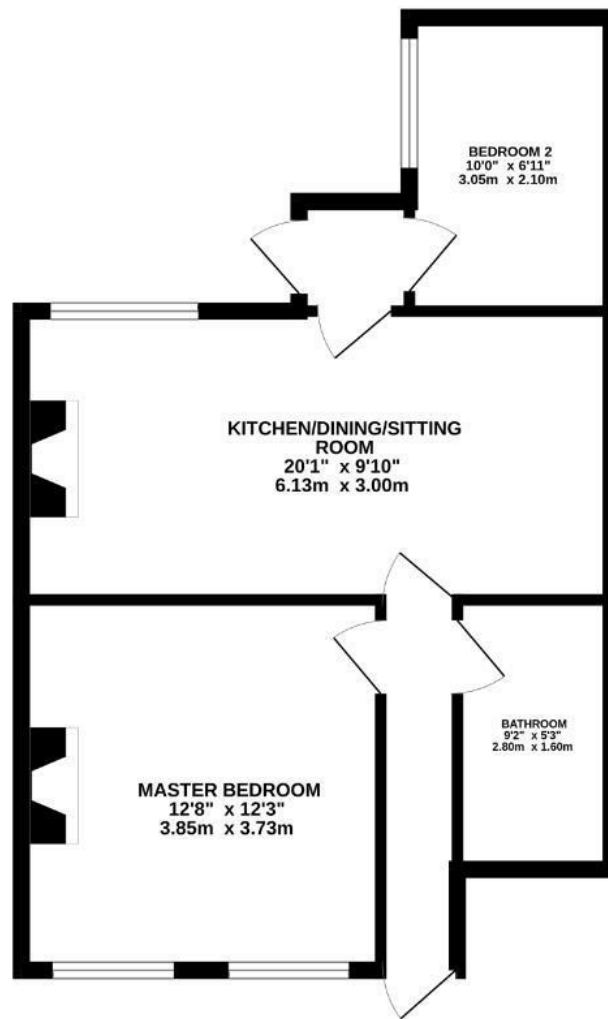 BEDROOM 2
10'0" x 6'11"
3.05m x 2.10m
KITCHEN/DINING/SITTING
ROOM
20'1" x 9'10"
6.13m x 3.00m
BATHROOM
9'2" x 5'3"
2.80m x 1.60m
MASTER BEDROOM
12'8" x 12'3"
3.85m x 3.73m